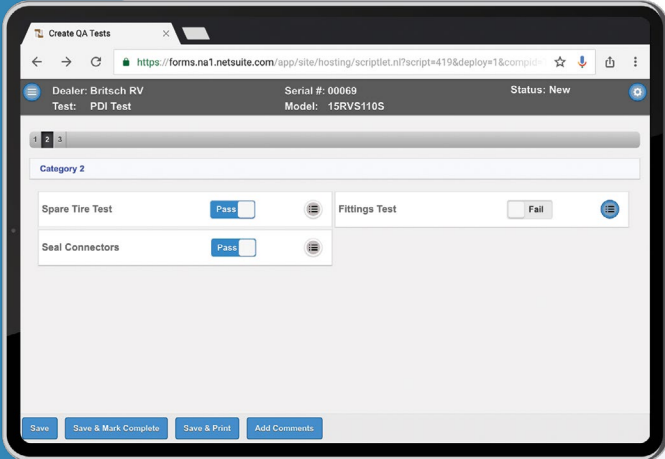 Create QA Tests
https://forms.na1.netsuite.com/app/site/hosting/scriptlet.nl?script=419&deploy=1&compid=
Dealer: Britsch RV Serial #: 00069 Status: New
Test: PDI Test Model: 15RVS110S
1 2 3
Category 2
Spare Tire Test Pass Fittings Test Fail
Seal Connectors Pass
Save Save & Mark Complete Save & Print Add Comments